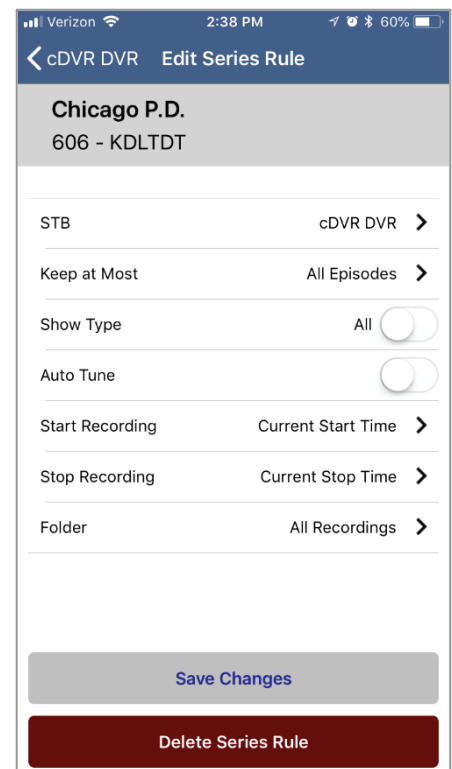 Verizon 2:38 PM 60%
cDVR DVR Edit Series Rule
Chicago P.D.
606 - KDLTDT
STB cDVR DVR
Keep at Most All Episodes
Show Type All
Auto Tune
Start Recording Current Start Time
Stop Recording Current Stop Time
Folder All Recordings
Save Changes
Delete Series Rule